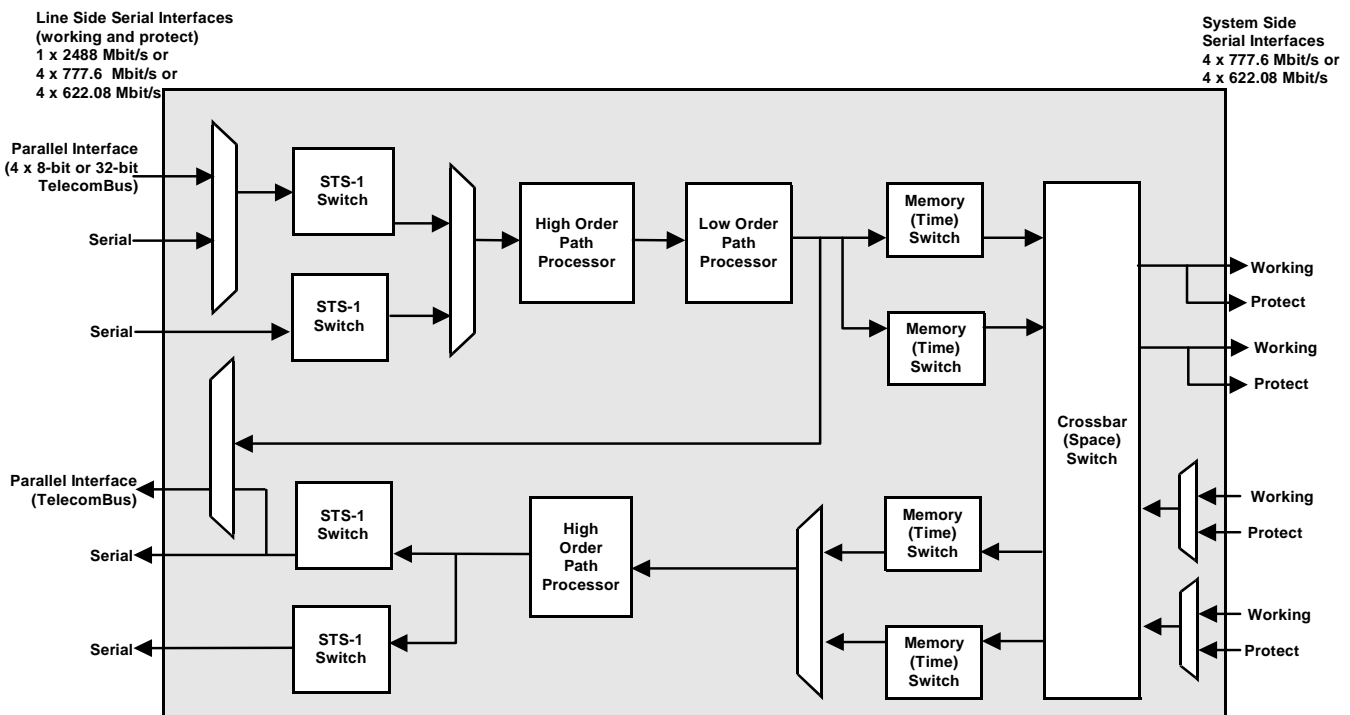 Line Side Serial Interfaces
(working and protect)
1 x 2488 Mbit/s or
4 x 777.6 Mbit/s or
4 x 622.08 Mbit/s
System Side
Serial Interfaces
4 x 777.6 Mbit/s or
4 x 622.08 Mbit/s
Parallel Interface
(4 x 8-bit or 32-bit
TelecomBus)
Serial
Serial
STS-1
Switch
STS-1
Switch
High Order
Path
Processor
Low Order
Path
Processor
Memory
(Time)
Switch
Memory
(Time)
Switch
Crossbar
(Space)
Switch
Working
Protect
Working
Protect
Working
Protect
Working
Protect
Parallel Interface
(TelecomBus)
Serial
Serial
STS-1
Switch
STS-1
Switch
High
Order
Path
Processor
Memory
(Time)
Switch
Memory
(Time)
Switch